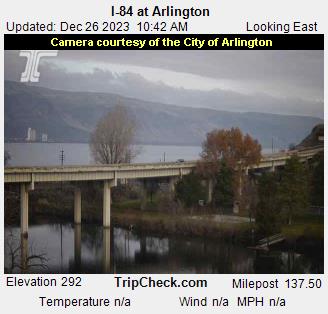 I-84 at Arlington
Updated: Dec 26 2023 10:42 AM Looking East
Camera courtesy of the City of Arlington
Elevation 292 TripCheck.com Milepost 137.50
Temperature n/a Wind n/a MPH n/a